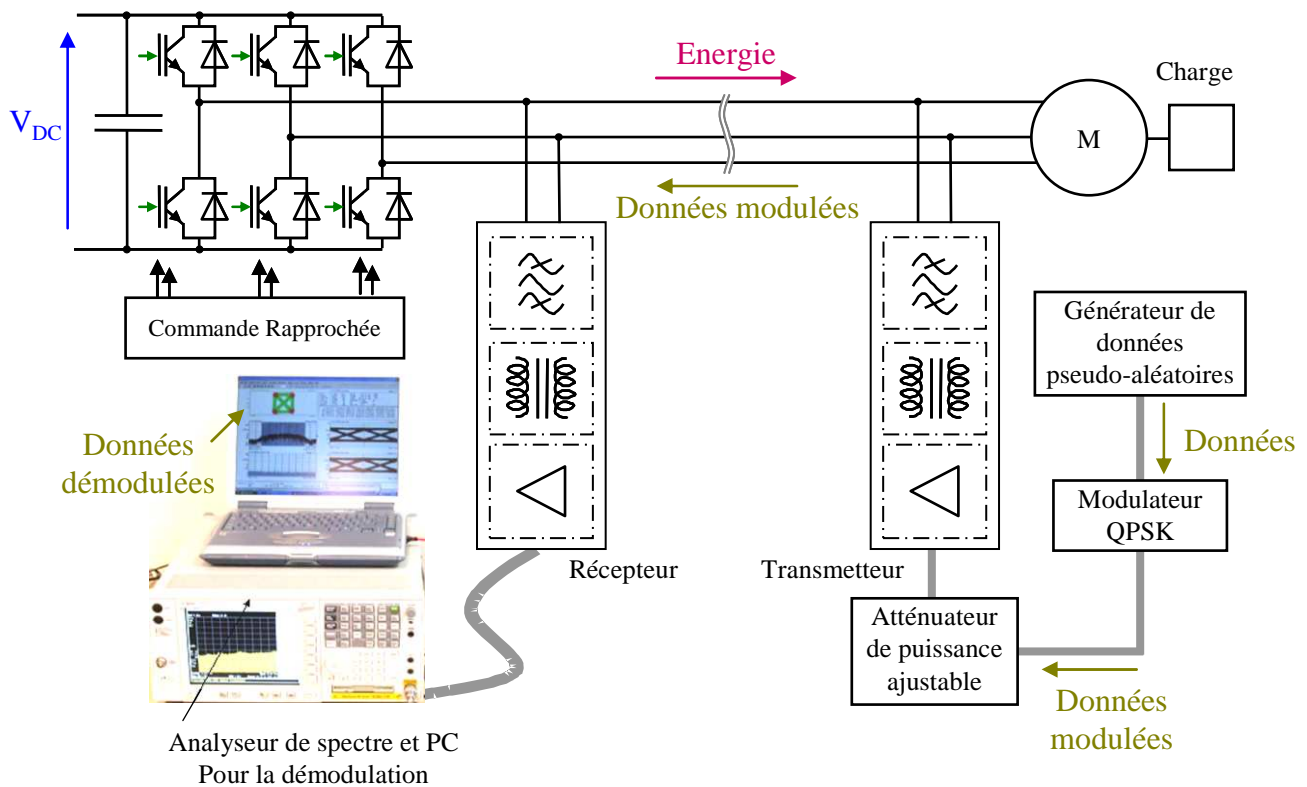 Energie
Charge
V_DC
M
Données modulées
Commande Rapprochée
Générateur de
données
pseudo-aléatoires
Données
démodulées
Données
Modulateur
QPSK
Récepteur
Transmetteur
Atténuateur
de puissance
ajustable
Données
modulées
Analyseur de spectre et PC
Pour la démodulation